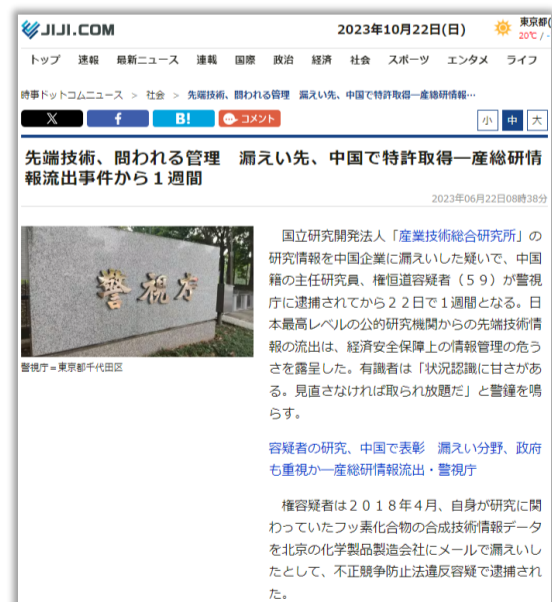 JIJI.COM
2023年10月22日(日)
東京都(
20℃ / -
トップ 速報 最新ニュース 連載 国際 政治 経済 社会 スポーツ エンタメ ライフ
時事ドットコムニュース > 社会 > 先端技術、問われる管理　漏えい先、中国で特許取得―産総研情報…
X f B! コメント 小 中 大
先端技術、問われる管理　漏えい先、中国で特許取得―産総研情
報流出事件から１週間
2023年06月22日08時38分
警視庁
警視庁＝東京都千代田区
国立研究開発法人「産業技術総合研究所」の
研究情報を中国企業に漏えいした疑いで、中国
籍の主任研究員、権恒道容疑者（５９）が警視
庁に逮捕されてから２２日で１週間となる。日
本最高レベルの公的研究機関からの先端技術情
報の流出は、経済安全保障上の情報管理の危う
さを露呈した。有識者は「状況認識に甘さがあ
る。見直さなければ取られ放題だ」と警鐘を鳴
らす。
容疑者の研究、中国で表彰　漏えい分野、政府
も重視か―産総研情報流出・警視庁
権容疑者は２０１８年４月、自身が研究に関
わっていたフッ素化合物の合成技術情報データ
を北京の化学製品製造会社にメールで漏えいし
たとして、不正競争防止法違反容疑で逮捕され
た。